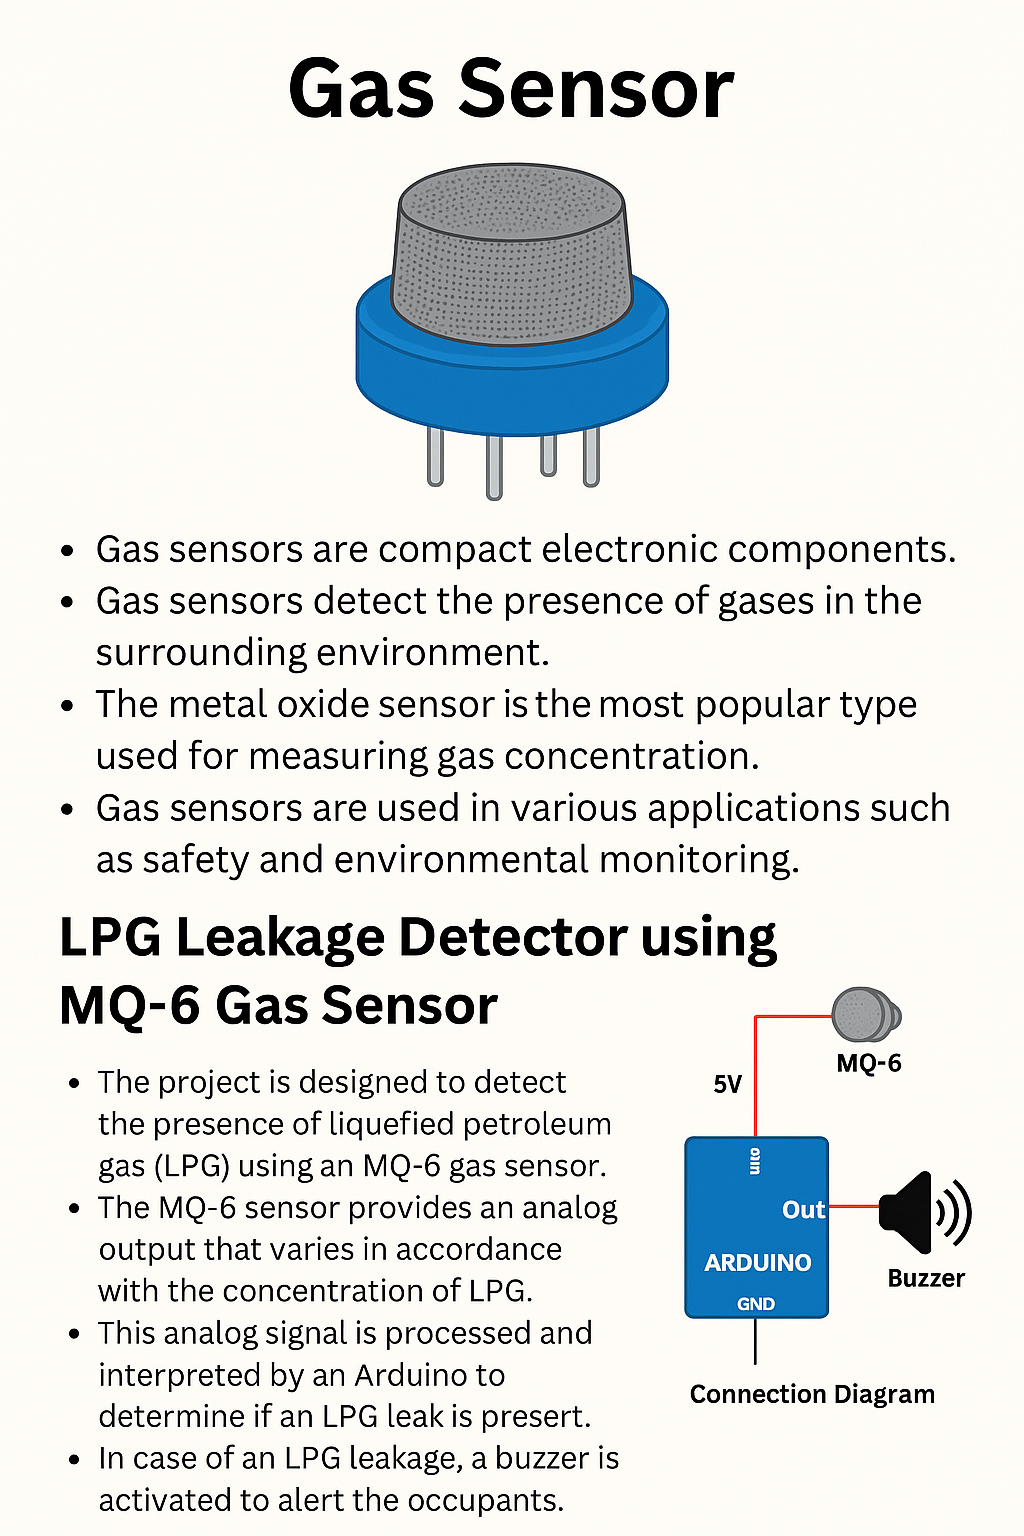 Gas Sensor
• Gas sensors are compact electronic components.
• Gas sensors detect the presence of gases in the
surrounding environment.
• The metal oxide sensor is the most popular type
used for measuring gas concentration.
• Gas sensors are used in various applications such
as safety and environmental monitoring.
LPG Leakage Detector using
MQ-6 Gas Sensor
• The project is designed to detect
the presence of liquefied petroleum
gas (LPG) using an MQ-6 gas sensor.
• The MQ-6 sensor provides an analog
output that varies in accordance
with the concentration of LPG.
• This analog signal is processed and
interpreted by an Arduino to
determine if an LPG leak is presert.
• In case of an LPG leakage, a buzzer is
activated to alert the occupants.
MQ-6
5V
Out
ARDUINO
GND
Buzzer
Connection Diagram